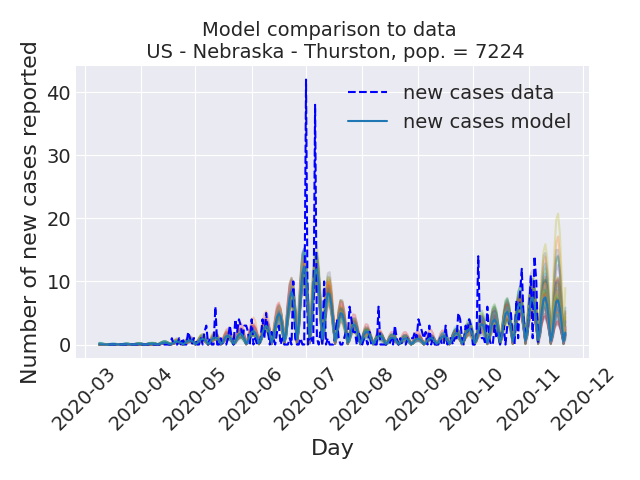 Model comparison to data
US - Nebraska - Thurston, pop. = 7224
Number of new cases reported
40
30
20
10
0
new cases data
new cases model
2020-03
2020-04
2020-05
2020-06
2020-07
2020-08
2020-09
2020-10
2020-11
2020-12
Day